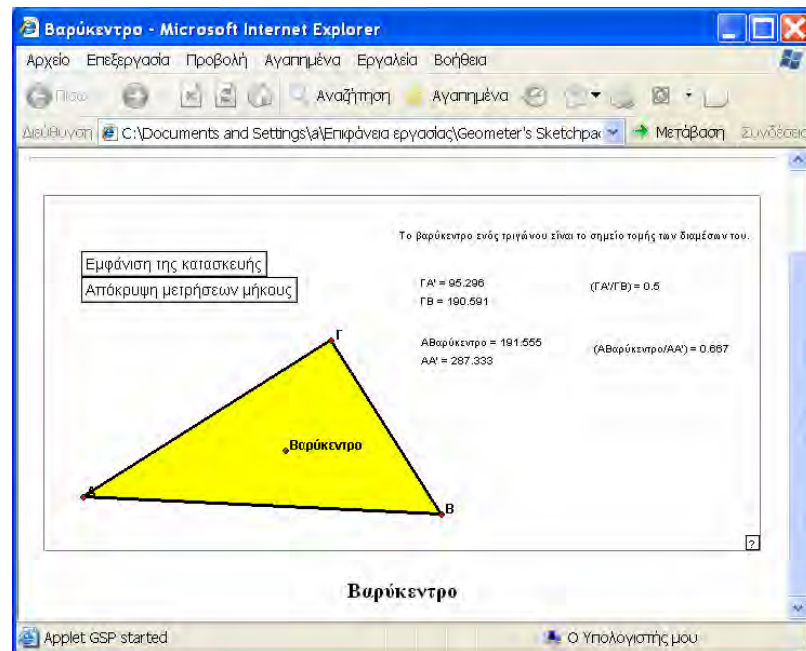 Βαρύκεντρο - Microsoft Internet Explorer
Αρχείο Επεξεργασία Προβολή Αγαπημένα Εργαλεία Βοήθεια
Πίσω Αναζήτηση Αγαπημένα
Διεύθυνση C:\Documents and Settings\a\Επιφάνεια εργασίας\Geometer's Sketchpac Μετάβαση Συνδέσεις
Το βαρύκεντρο ενός τριγώνου είναι το σημείο τομής των διαμέσων του.
Εμφάνιση της κατασκευής
Απόκρυψη μετρήσεων μήκους
ΓΑ' = 95.296
(ΓΑ'/ΓΒ) = 0.5
ΓΒ = 190.591
ΑΒαρύκεντρο = 191.555
(ΑΒαρύκεντρο/ΑΑ') = 0.667
ΑΑ' = 287.333
Γ
Βαρύκεντρο
Α
Β
?
Βαρύκεντρο
Applet GSP started
Ο Υπολογιστής μου